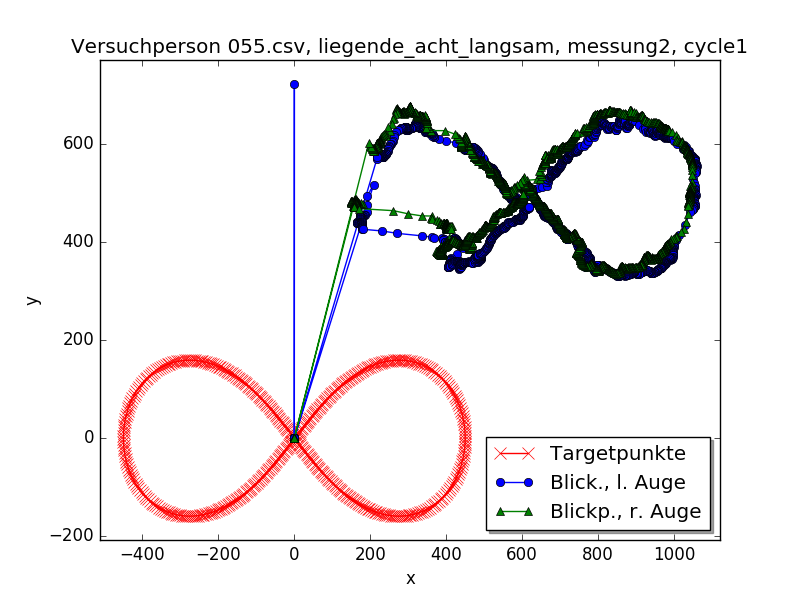 Versuchperson 055.csv, liegende_acht_langsam, messung2, cycle1
600
400
y
200
0
Targetpunkte
Blick., l. Auge
Blickp., r. Auge
−200
−400 −200 0 200 400 600 800 1000
x